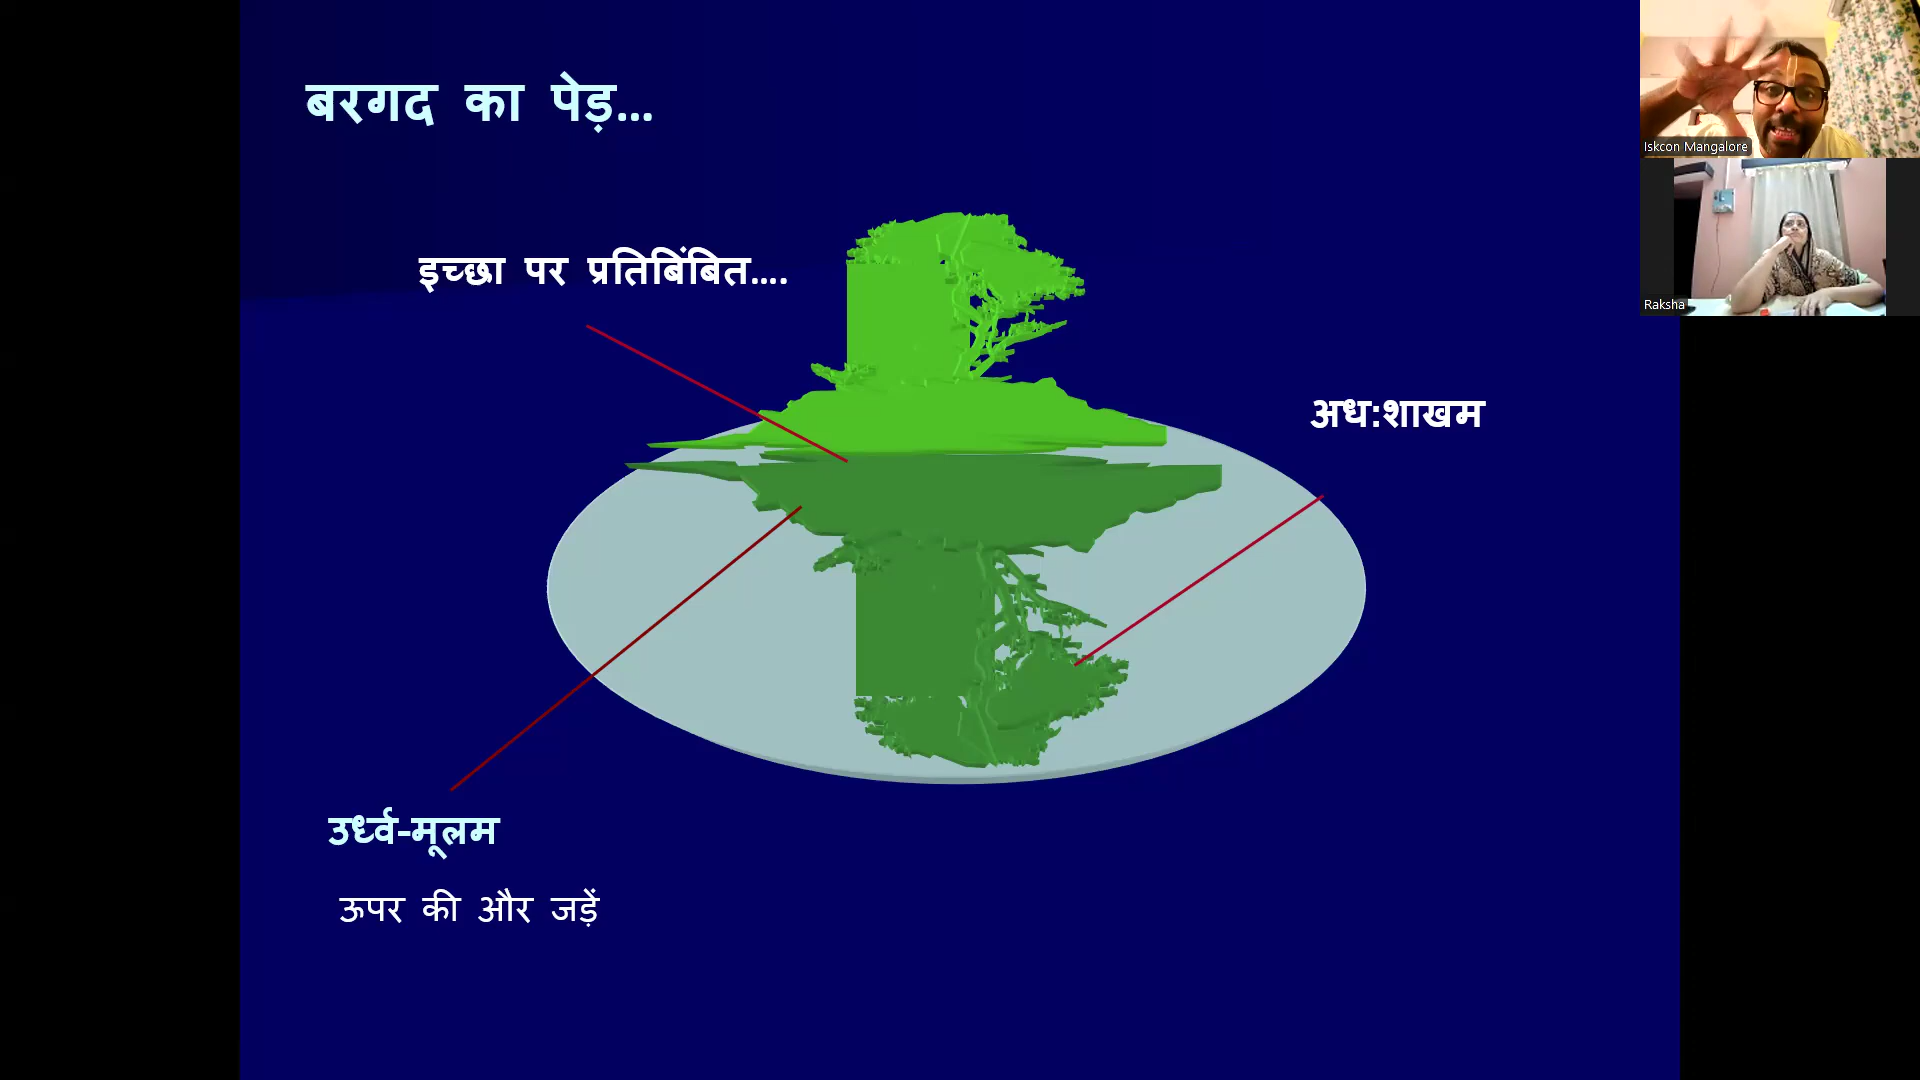 बरगद का पेड़...
इच्छा पर प्रतिबिंबित....
अध:शाखम
उर्ध्व-मूलम
ऊपर की और जड़ें
Iskcon Mangalore
Raksha